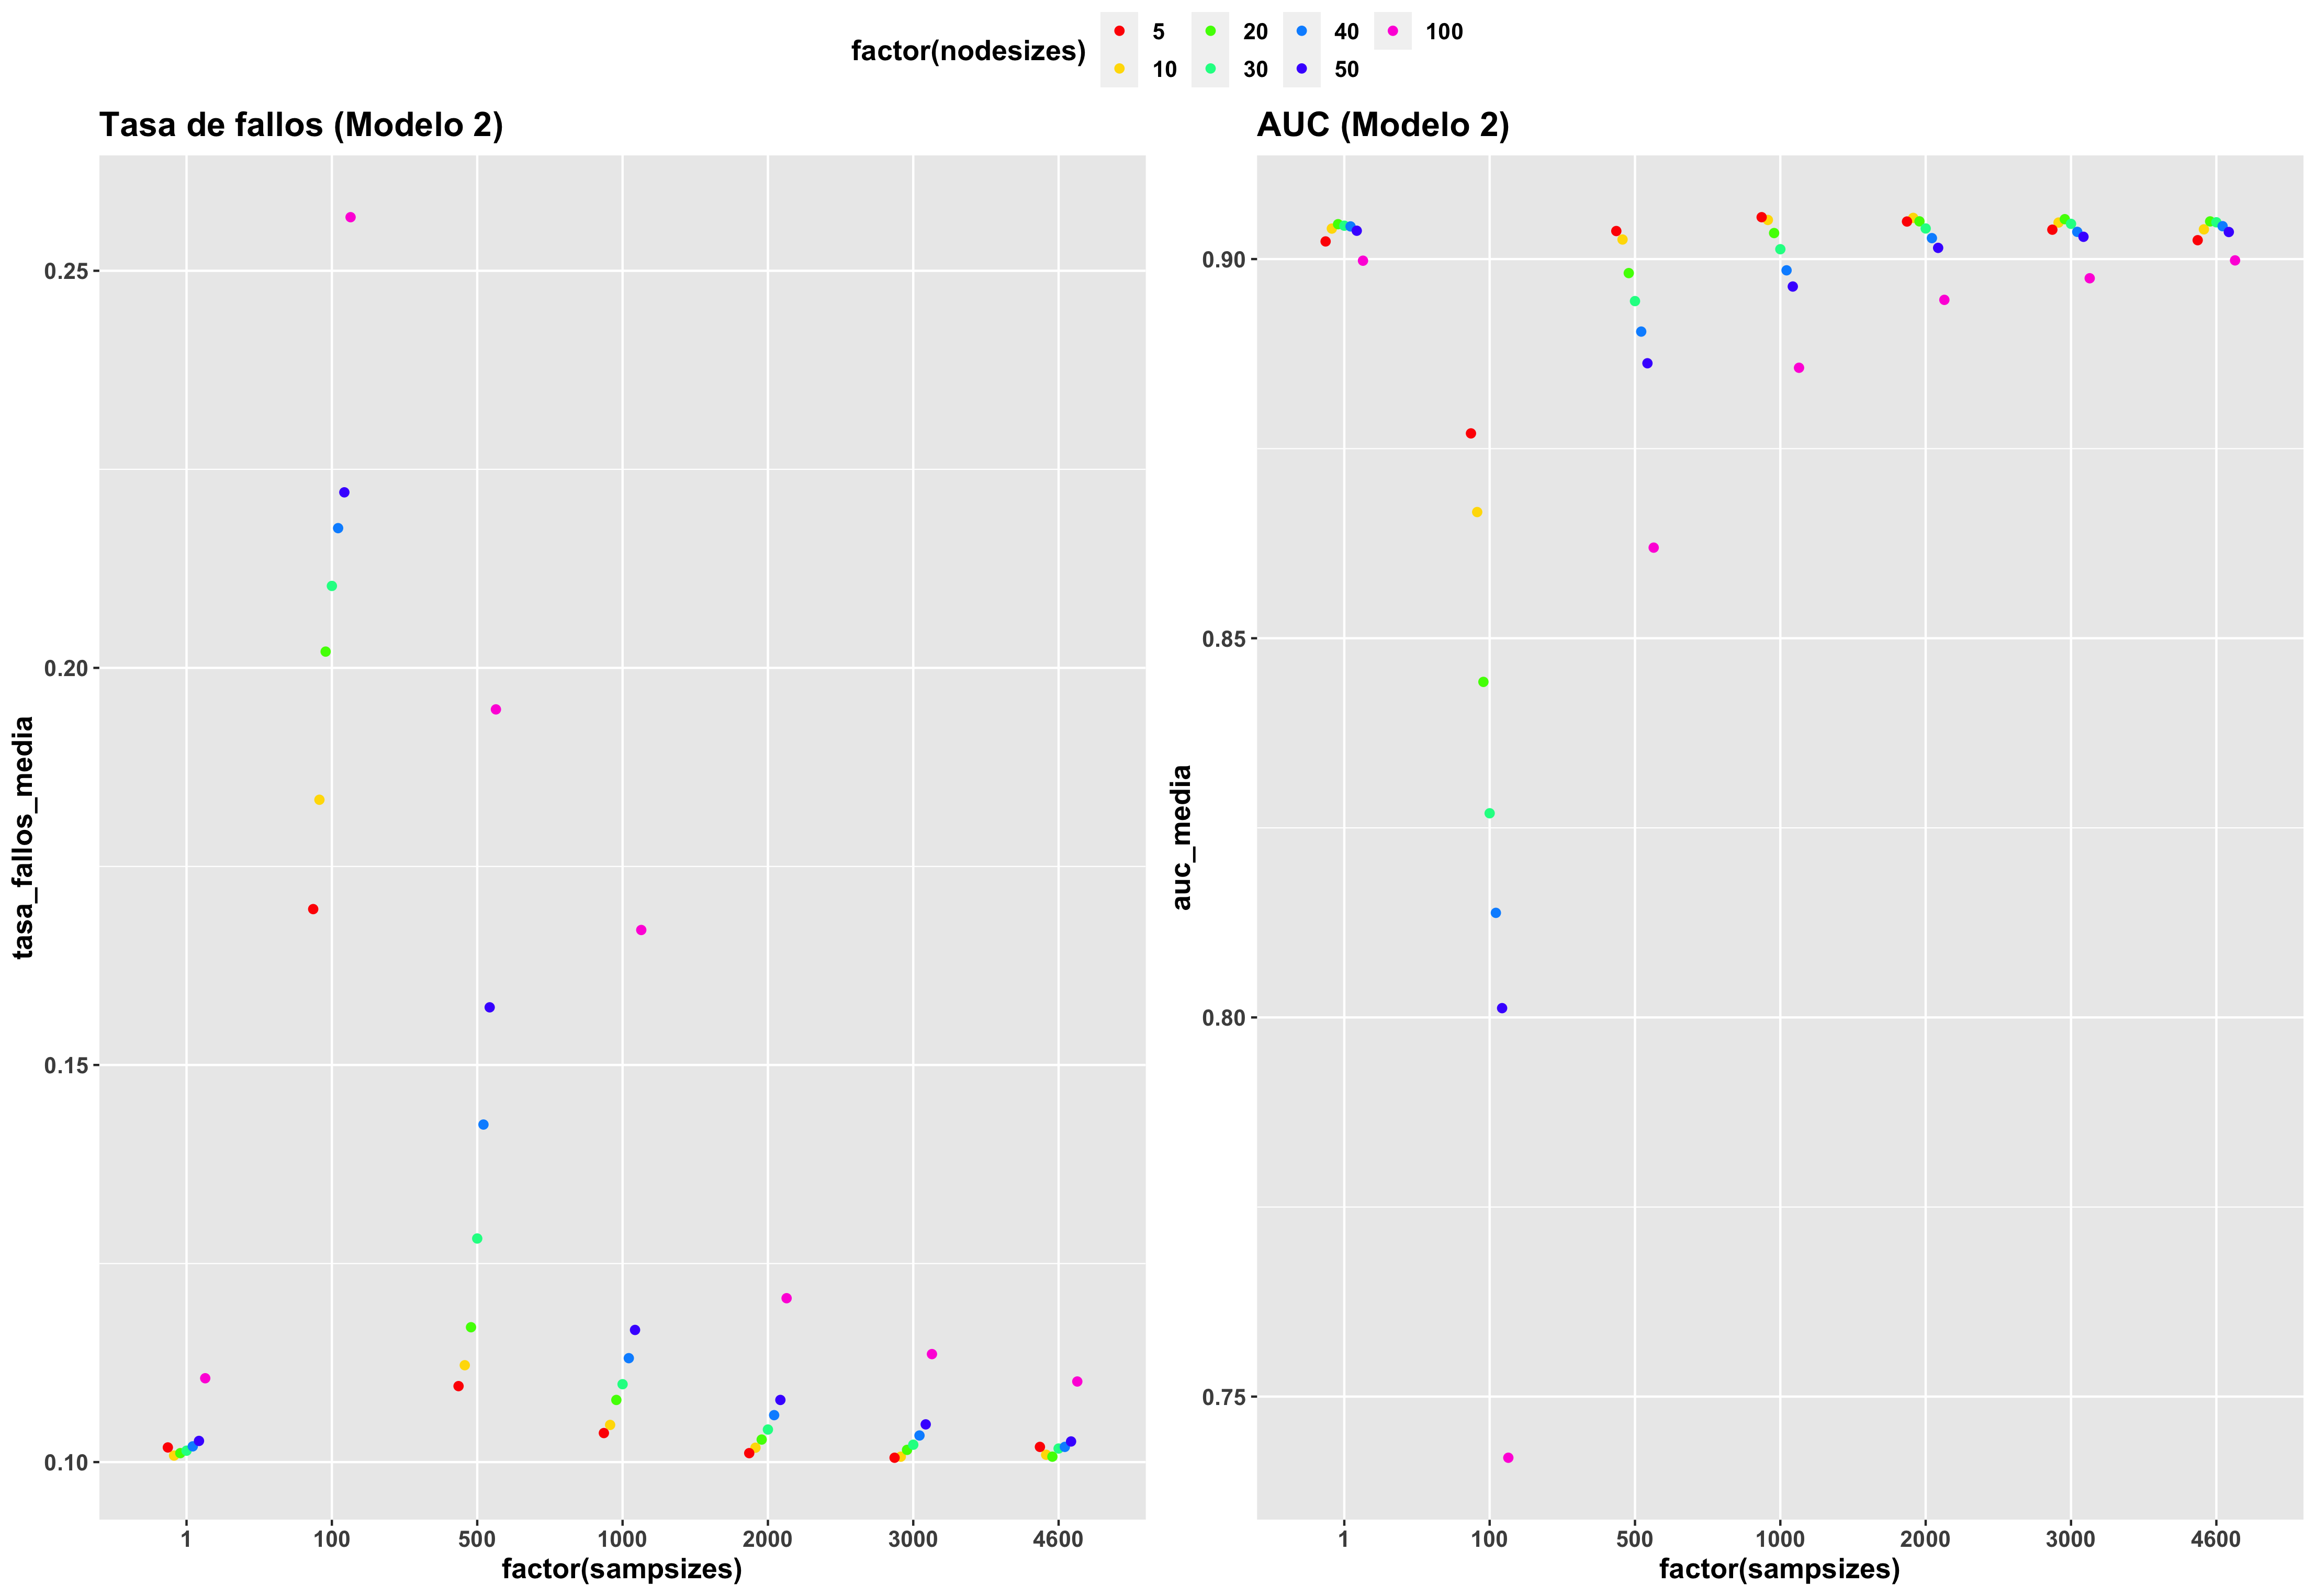 factor(nodesizes)
5 20 40 100
10 30 50
Tasa de fallos (Modelo 2)
0.25
0.20
0.15
0.10
tasa_fallos_media
1 100 500 1000 2000 3000 4600
factor(sampsizes)
AUC (Modelo 2)
0.90
0.85
0.80
0.75
auc_media
1 100 500 1000 2000 3000 4600
factor(sampsizes)